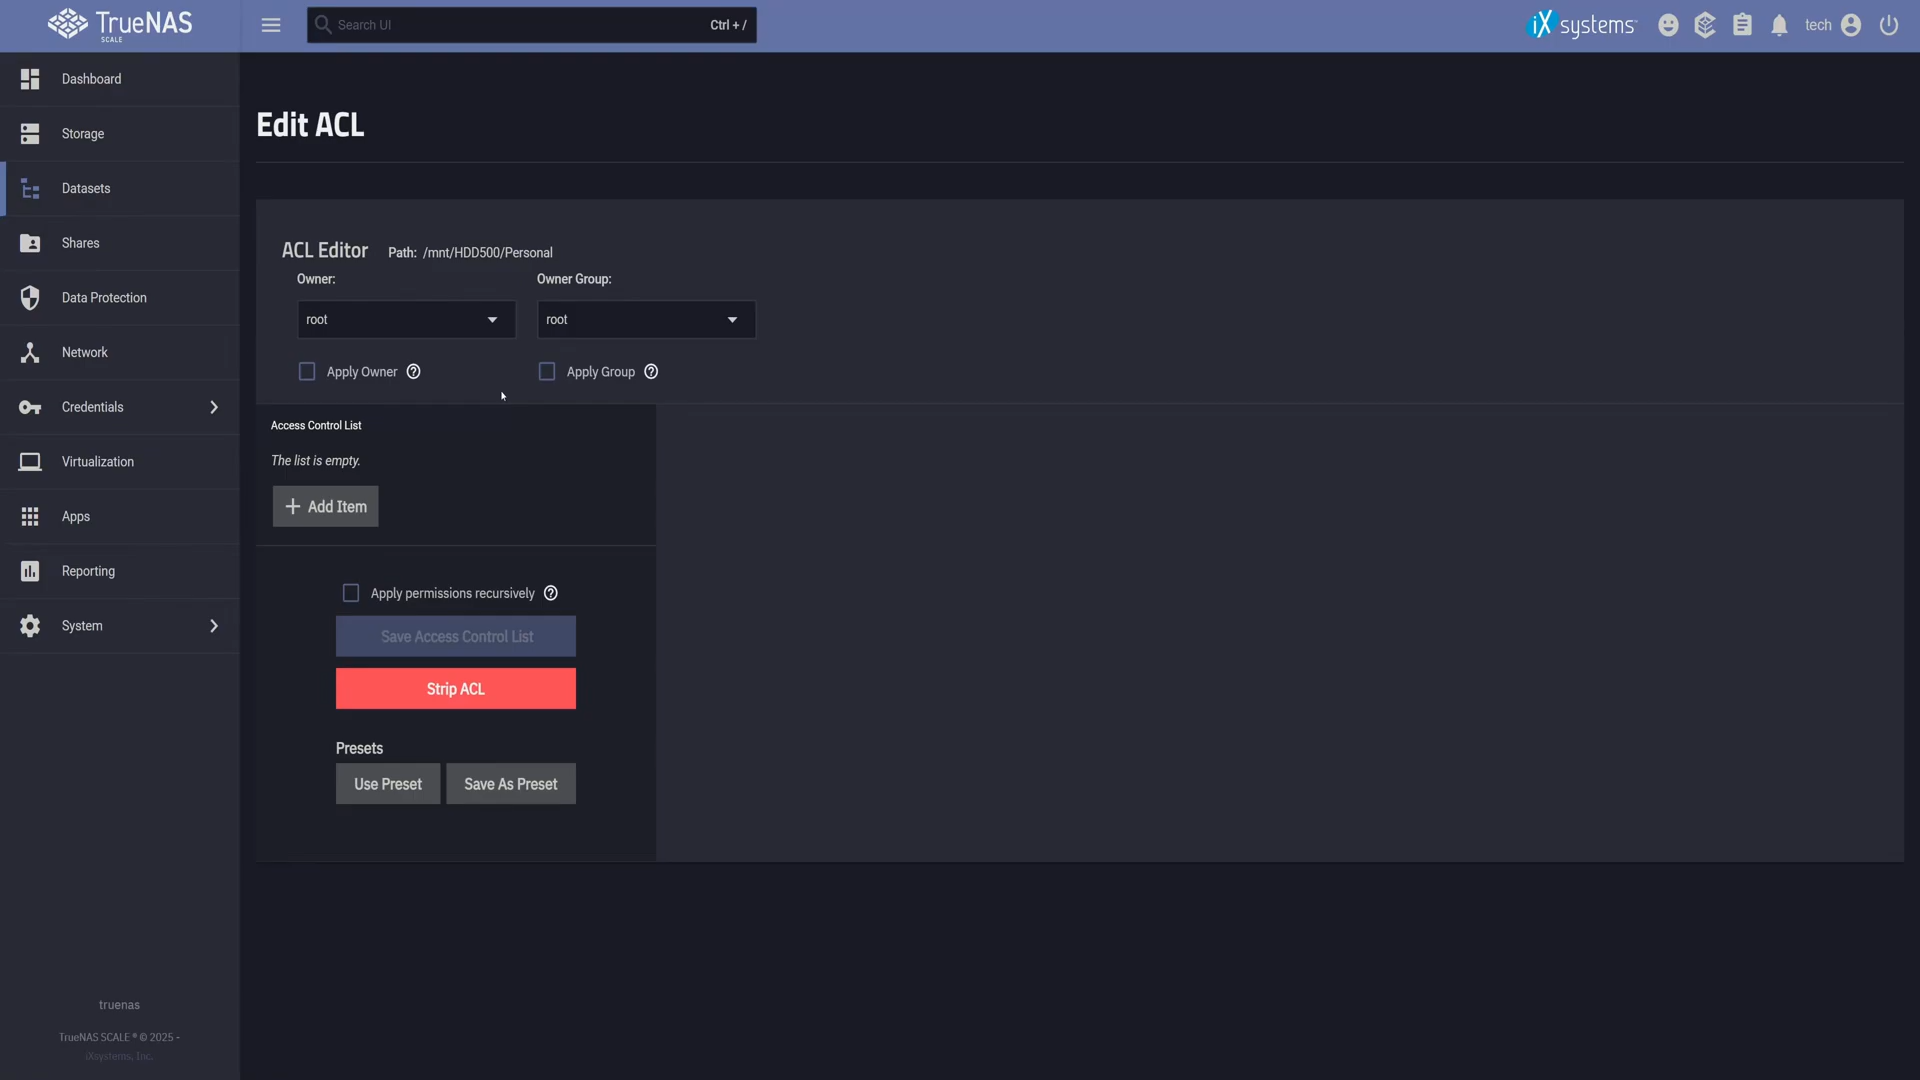 TrueNAS
SCALE
Search UI
Ctrl + /
iXsystems
tech
Dashboard
Storage
Datasets
Shares
Data Protection
Network
Credentials
Virtualization
Apps
Reporting
System
truenas
TrueNAS SCALE ® © 2025 -
iXsystems, Inc.
Edit ACL
ACL Editor
Path: /mnt/HDD500/Personal
Owner:
Owner Group:
root
root
Apply Owner
Apply Group
Access Control List
The list is empty.
Add Item
Apply permissions recursively
Save Access Control List
Strip ACL
Presets
Use Preset
Save As Preset